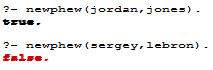 ?- newphew(jordan,jones).
true.
?- newphew(sergey,lebron).
false.